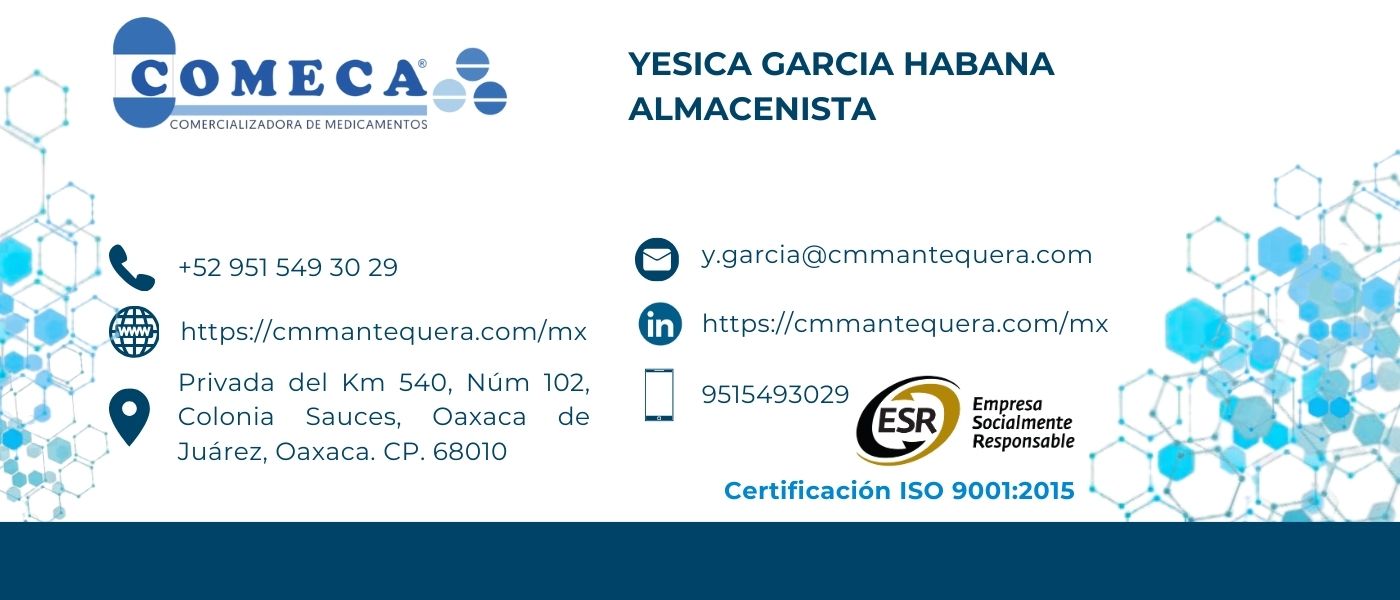 COMECA®
COMERCIALIZADORA DE MEDICAMENTOS
YESICA GARCIA HABANA
ALMACENISTA
+52 951 549 30 29
www
https://cmmantequera.com/mx
Privada del Km 540, Núm 102,
Colonia Sauces, Oaxaca de
Juárez, Oaxaca. CP. 68010
y.garcia@cmmantequera.com
in
https://cmmantequera.com/mx
9515493029
ESR
Empresa
Socialmente
Responsable
Certificación ISO 9001:2015